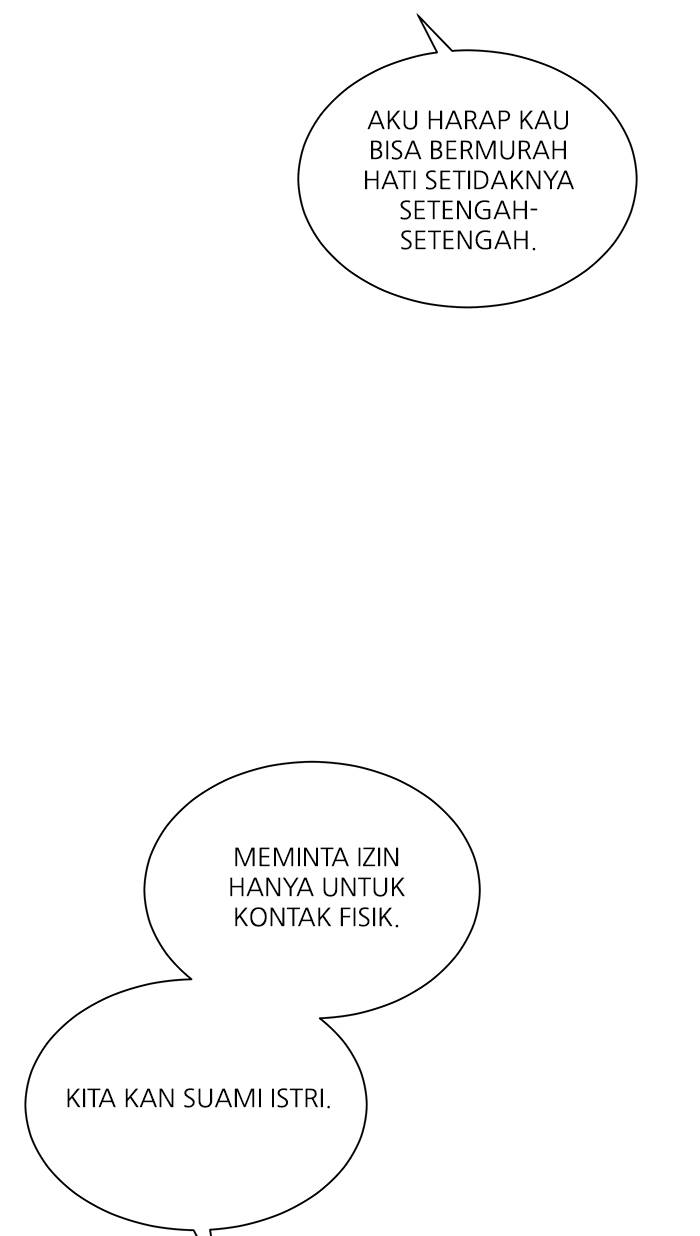 AKU HARAP KAU
BISA BERMURAH
HATI SETIDAKNYA
SETENGAH-
SETENGAH.
MEMINTA IZIN
HANYA UNTUK
KONTAK FISIK.
KITA KAN SUAMI ISTRI.